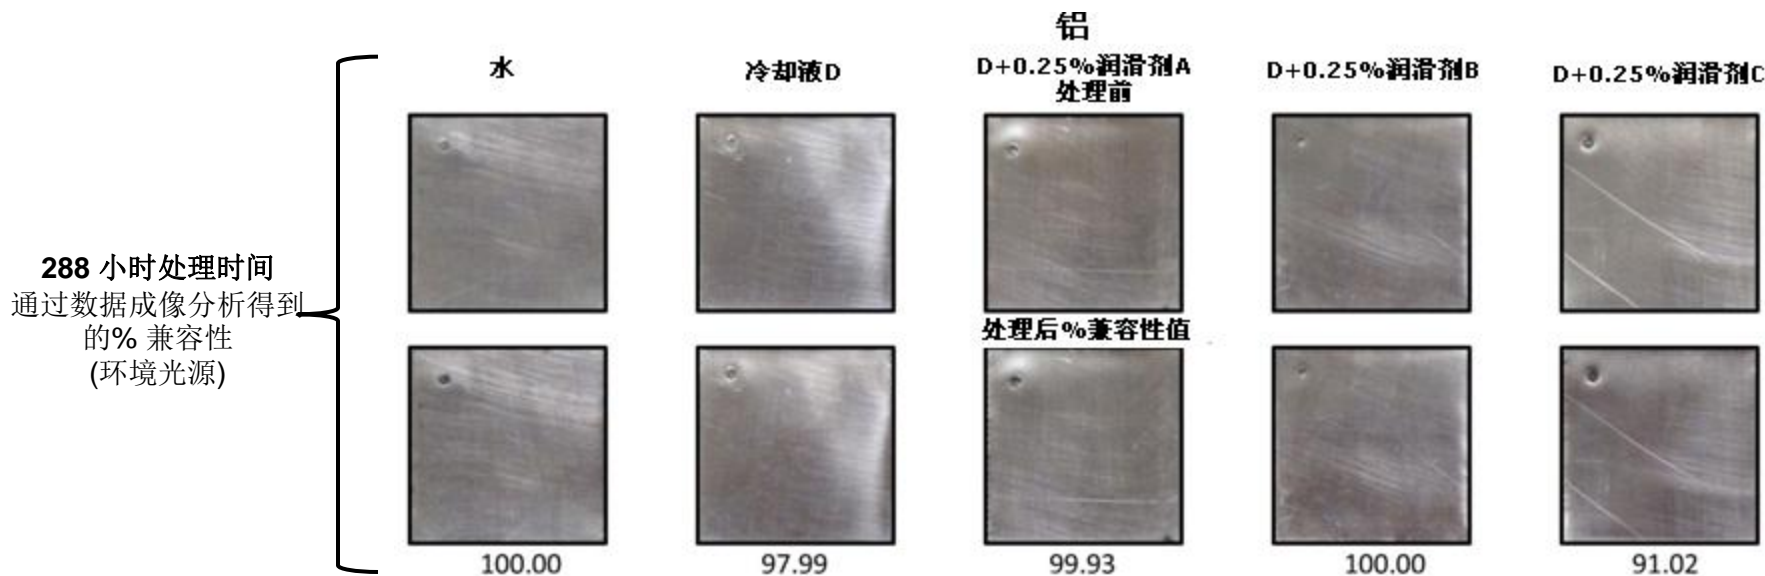 铝
水
冷却液D
D+0.25%润滑剂A
处理前
D+0.25%润滑剂B
D+0.25%润滑剂C
288 小时处理时间
通过数据成像分析得到
的% 兼容性
(环境光源)
处理后%兼容性值
100.00
97.99
99.93
100.00
91.02